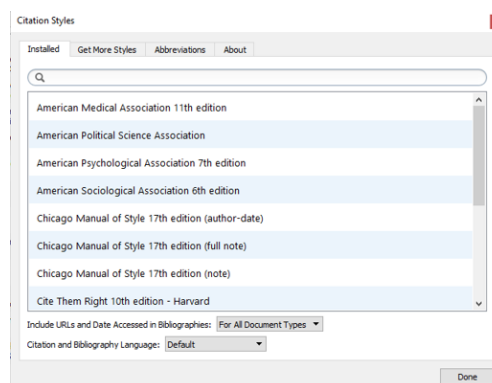 Citation Styles
Installed Get More Styles Abbreviations About
American Medical Association 11th edition
American Political Science Association
American Psychological Association 7th edition
American Sociological Association 6th edition
Chicago Manual of Style 17th edition (author-date)
Chicago Manual of Style 17th edition (full note)
Chicago Manual of Style 17th edition (note)
Cite Them Right 10th edition - Harvard
Include URLs and Date Accessed in Bibliographies: For All Document Types
Citation and Bibliography Language: Default
Done